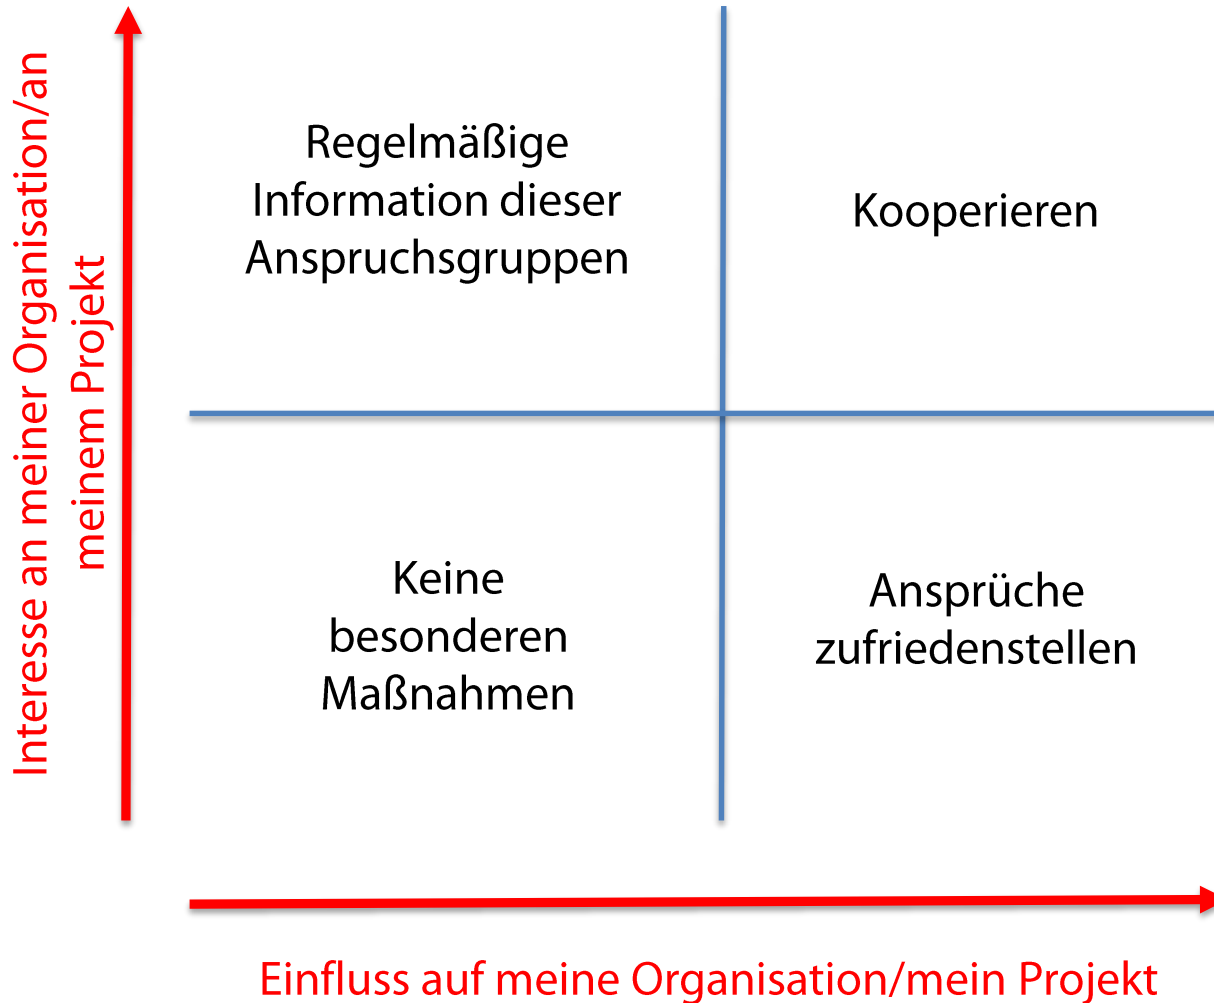 Interesse an meiner Organisation/an
meinem Projekt
Regelmäßige
Information dieser
Anspruchsgruppen
Kooperieren
Keine
besonderen
Maßnahmen
Ansprüche
zufriedenstellen
Einfluss auf meine Organisation/mein Projekt